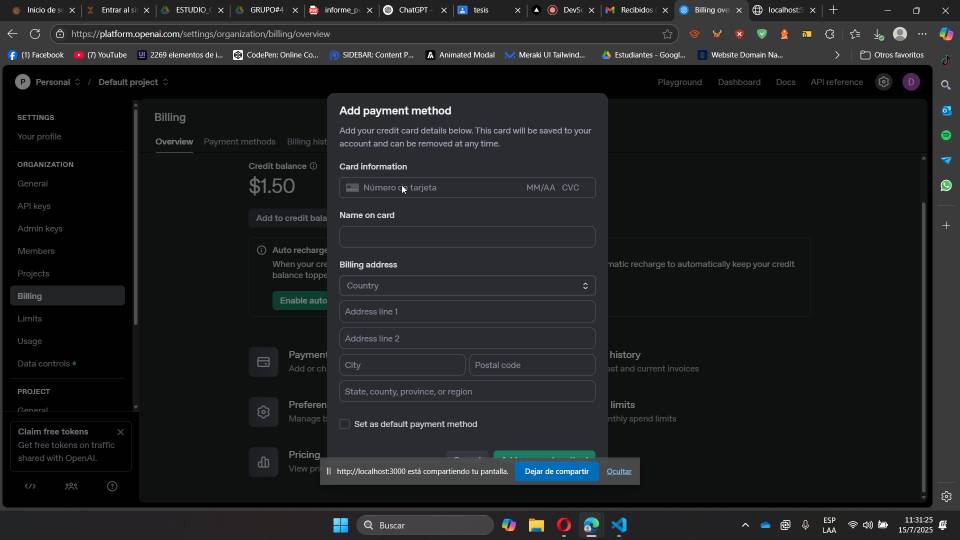 Inicio de s
Entrar al si
ESTUDIO_
GRUPO#4
informe_p
ChatGPT -
tesis
DevSo
Recibidos (
Billing ove
localhost:
https://platform.openai.com/settings/organization/billing/overview
(1) Facebook
(7) YouTube
2269 elementos de i...
CodePen: Online Co...
SIDEBAR: Content P...
Animated Modal
Meraki UI Tailwind...
Estudiantes - Googl...
Website Domain Na...
Otros favoritos
P Personal / Default project
Playground
Dashboard
Docs
API reference
D
SETTINGS
Your profile
ORGANIZATION
General
API keys
Admin keys
Members
Projects
Billing
Limits
Usage
Data controls
PROJECT
General
Claim free tokens
Get free tokens on traffic
shared with OpenAI.
Billing
Overview
Payment methods
Billing hist
Credit balance
$1.50
Add to credit bala
Auto recharge
When your cre
matic recharge to automatically keep your credit
balance toppe
Enable auto
Payment
Add or cha
history
ast and current invoices
Preferen
Manage b
limits
nthly spend limits
Pricing
View pri
Add payment method
Add your credit card details below. This card will be saved to your
account and can be removed at any time.
Card information
Número de tarjeta
MM/AA CVC
Name on card
Billing address
Country
Address line 1
Address line 2
City
Postal code
State, county, province, or region
Set as default payment method
http://localhost:3000 está compartiendo tu pantalla.
Dejar de compartir
Ocultar
Buscar
ESP
LAA
11:31:25
15/7/2025